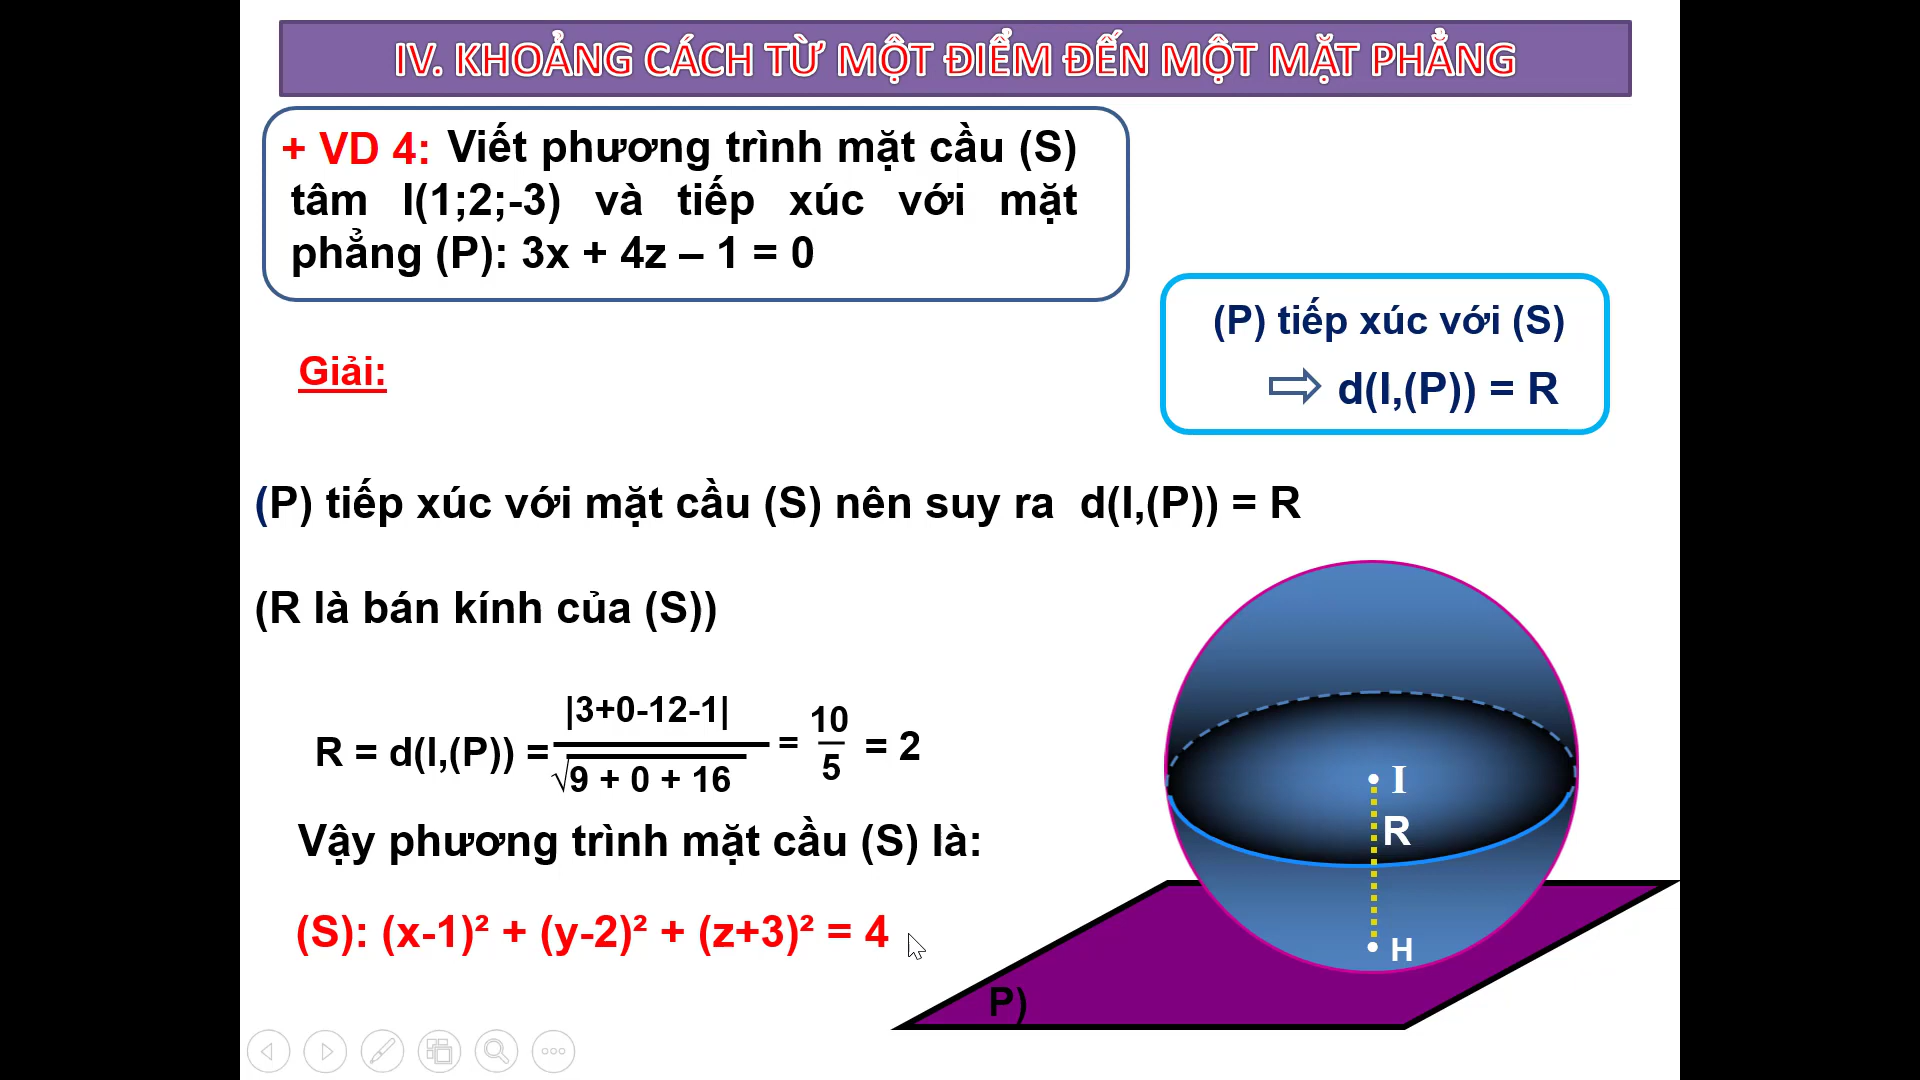 IV. KHOẢNG CÁCH TỪ MỘT ĐIỂM ĐẾN MỘT MẶT PHẲNG
+ VD 4: Viết phương trình mặt cầu (S)
tâm I(1;2;-3) và tiếp xúc với mặt
phẳng (P): 3x + 4z – 1 = 0
(P) tiếp xúc với (S)
⇨ d(I,(P)) = R
Giải:
(P) tiếp xúc với mặt cầu (S) nên suy ra d(I,(P)) = R
(R là bán kính của (S))
R = d(I,(P)) = |3+0-12-1| / √9 + 0 + 16 = 10/5 = 2
Vậy phương trình mặt cầu (S) là:
(S): (x-1)² + (y-2)² + (z+3)² = 4
I
R
H
P)